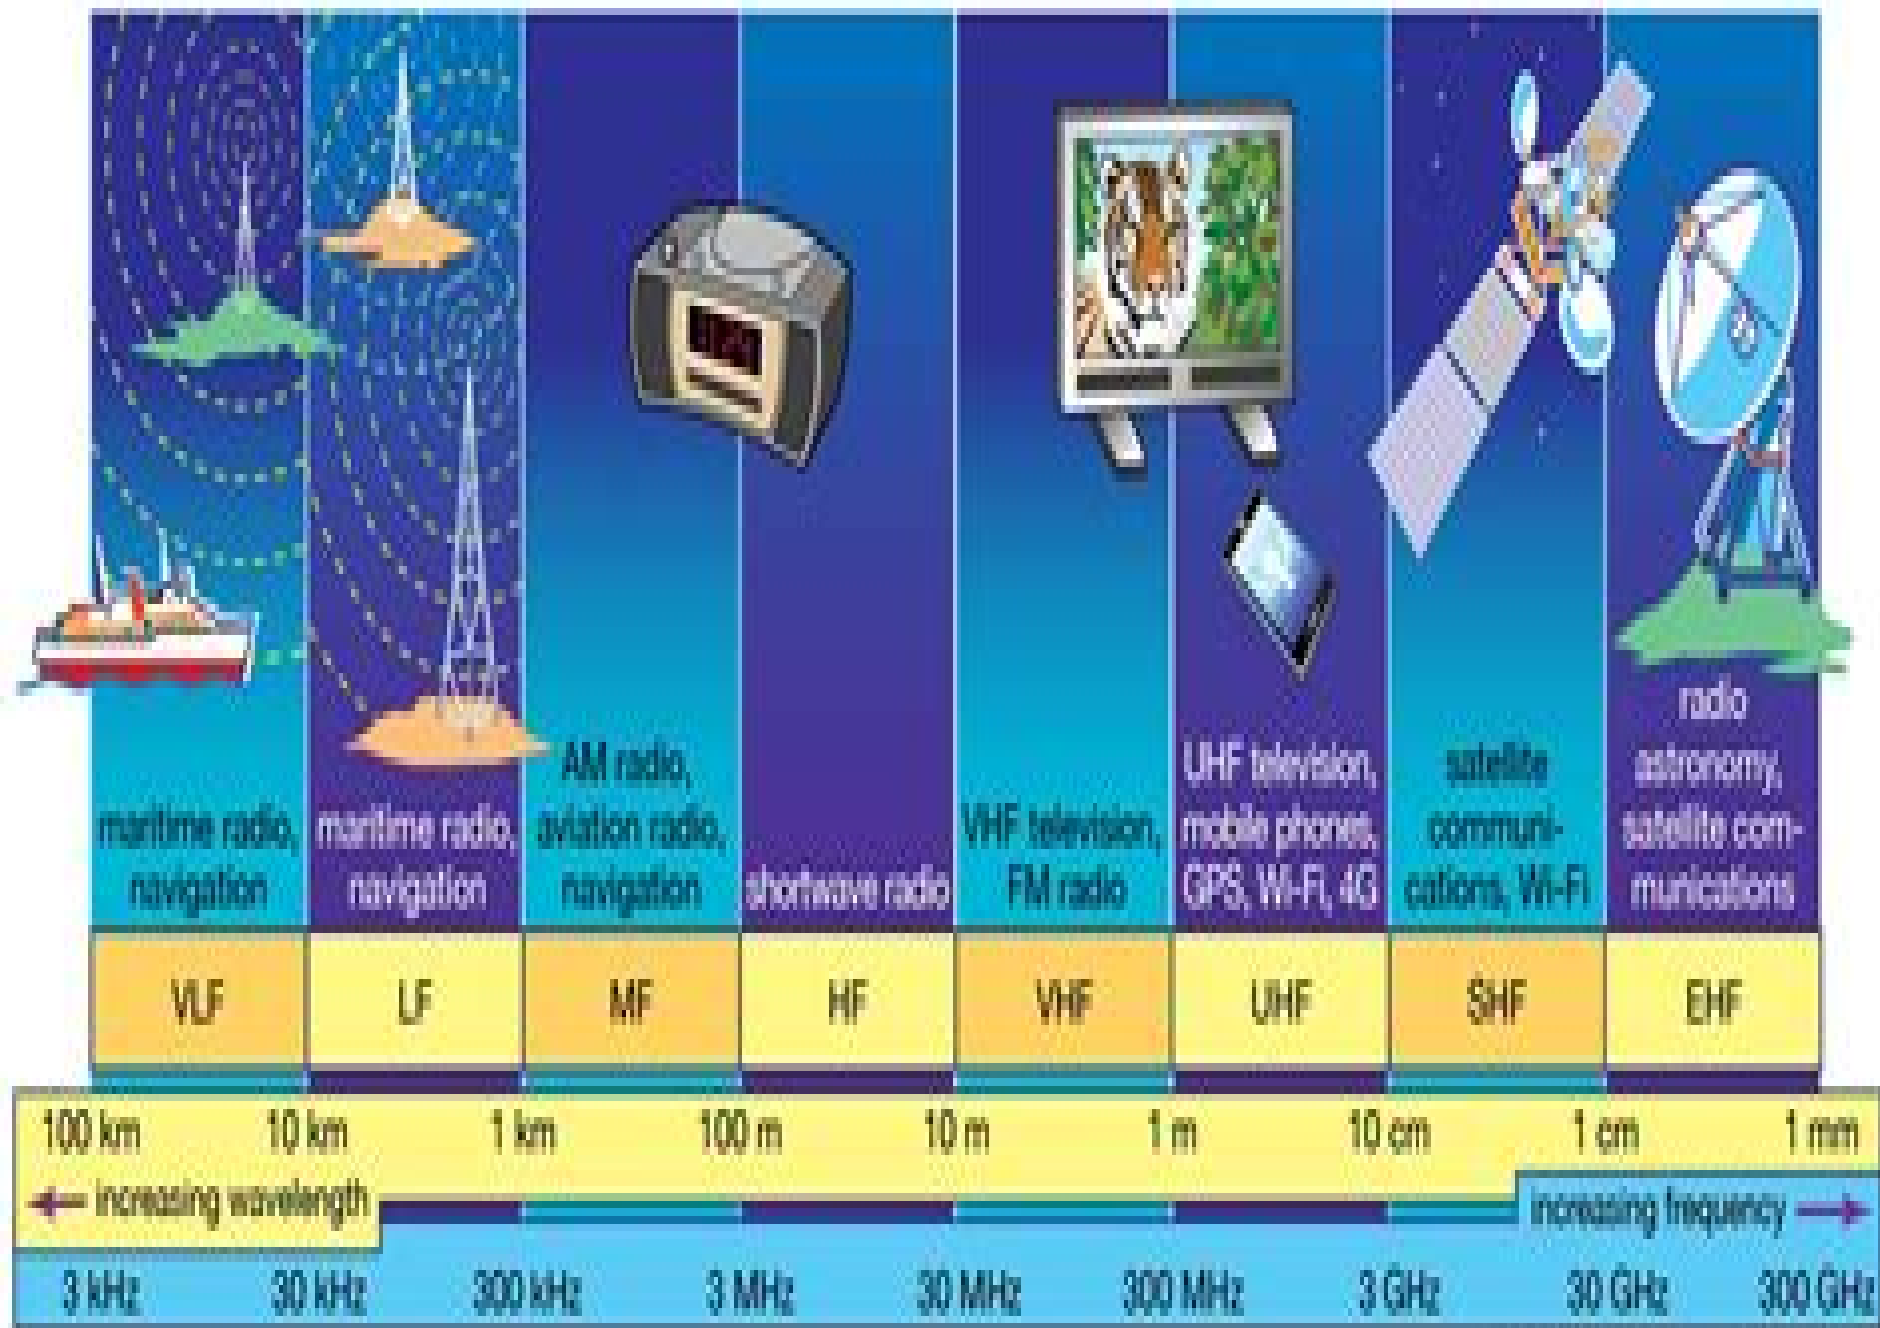 maritime radio,
navigation
maritime radio,
navigation
AM radio,
aviation radio,
navigation
shortwave radio
VHF television,
FM radio
UHF television,
mobile phones,
GPS, Wi-Fi, 4G
satellite
communi-
cations, Wi-Fi
radio
astronomy,
satellite com-
munications
VLF LF MF HF VHF UHF SHF EHF
100 km 10 km 1 km 100 m 10 m 1 m 10 cm 1 cm 1 mm
increasing wavelength
increasing frequency
3 kHz 30 kHz 300 kHz 3 MHz 30 MHz 300 MHz 3 GHz 30 GHz 300 GHz